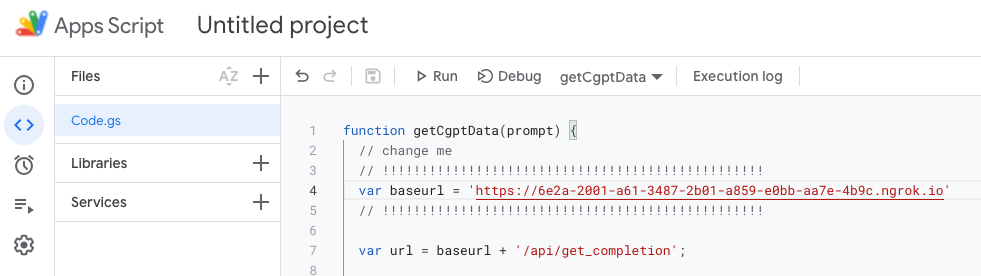 Apps Script Untitled project
Files AZ + Run Debug getCgptData Execution log
Code.gs
Libraries +
Services +
1 function getCgptData(prompt) {
2 // change me
3 // !!!!!!!!!!!!!!!!!!!!!!!!!!!!!!!!!!!!!!!!!!!!!!!!!
4 var baseurl = 'https://6e2a-2001-a61-3487-2b01-a859-e0bb-aa7e-4b9c.ngrok.io'
5 // !!!!!!!!!!!!!!!!!!!!!!!!!!!!!!!!!!!!!!!!!!!!!!!!!
6
7 var url = baseurl + '/api/get_completion';
8